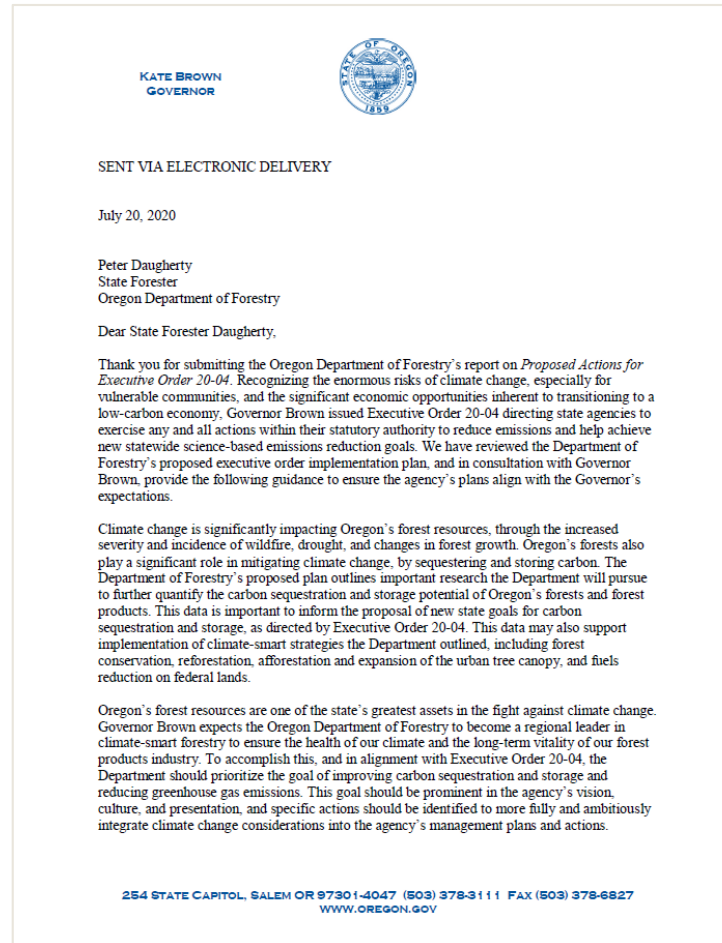 KATE BROWN
GOVERNOR
STATE OF OREGON
1859
SENT VIA ELECTRONIC DELIVERY
July 20, 2020
Peter Daugherty
State Forester
Oregon Department of Forestry
Dear State Forester Daugherty,
Thank you for submitting the Oregon Department of Forestry's report on Proposed Actions for
Executive Order 20-04. Recognizing the enormous risks of climate change, especially for
vulnerable communities, and the significant economic opportunities inherent to transitioning to a
low-carbon economy, Governor Brown issued Executive Order 20-04 directing state agencies to
exercise any and all actions within their statutory authority to reduce emissions and help achieve
new statewide science-based emissions reduction goals. We have reviewed the Department of
Forestry's proposed executive order implementation plan, and in consultation with Governor
Brown, provide the following guidance to ensure the agency's plans align with the Governor's
expectations.
Climate change is significantly impacting Oregon's forest resources, through the increased
severity and incidence of wildfire, drought, and changes in forest growth. Oregon's forests also
play a significant role in mitigating climate change, by sequestering and storing carbon. The
Department of Forestry's proposed plan outlines important research the Department will pursue
to further quantify the carbon sequestration and storage potential of Oregon's forests and forest
products. This data is important to inform the proposal of new state goals for carbon
sequestration and storage, as directed by Executive Order 20-04. This data may also support
implementation of climate-smart strategies the Department outlined, including forest
conservation, reforestation, afforestation and expansion of the urban tree canopy, and fuels
reduction on federal lands.
Oregon's forest resources are one of the state's greatest assets in the fight against climate change.
Governor Brown expects the Oregon Department of Forestry to become a regional leader in
climate-smart forestry to ensure the health of our climate and the long-term vitality of our forest
products industry. To accomplish this, and in alignment with Executive Order 20-04, the
Department should prioritize the goal of improving carbon sequestration and storage and
reducing greenhouse gas emissions. This goal should be prominent in the agency's vision,
culture, and presentation, and specific actions should be identified to more fully and ambitiously
integrate climate change considerations into the agency's management plans and actions.
254 STATE CAPITOL, SALEM OR 97301-4047 (503) 378-3111 FAX (503) 378-6827
WWW.OREGON.GOV